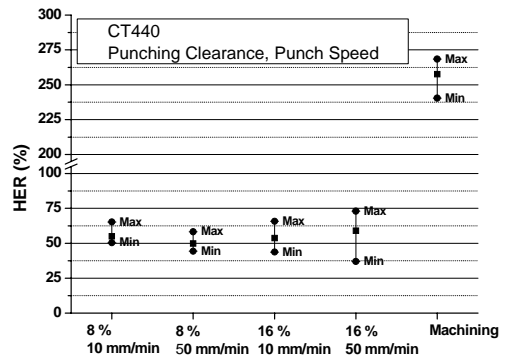 CT440
Punching Clearance, Punch Speed
HER (%)
300
275
250
225
200
100
75
50
25
0
Max
Min
Max
Min
Max
Min
Max
Min
Max
Min
8 % 8 % 16 % 16 % Machining
10 mm/min 50 mm/min 10 mm/min 50 mm/min